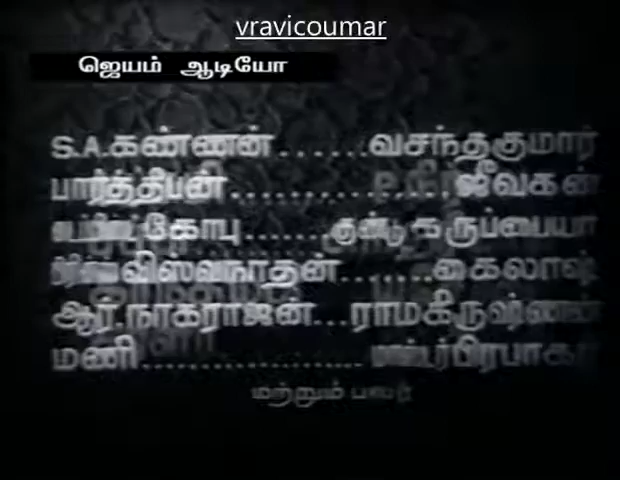 vravicoumar
ஜெயம் ஆடியோ
S.A.கண்ணன்......வசந்தகுமார்
பார்த்தீபன்................ஜீவகன்
கோபு.......குண்டு கருப்பையா
விஸ்வநாதன்........கைலாஷ்
ஆர்.நாகராஜன்...ராமகிருஷ்ணன்
மணி....................
மற்றும் பலர்